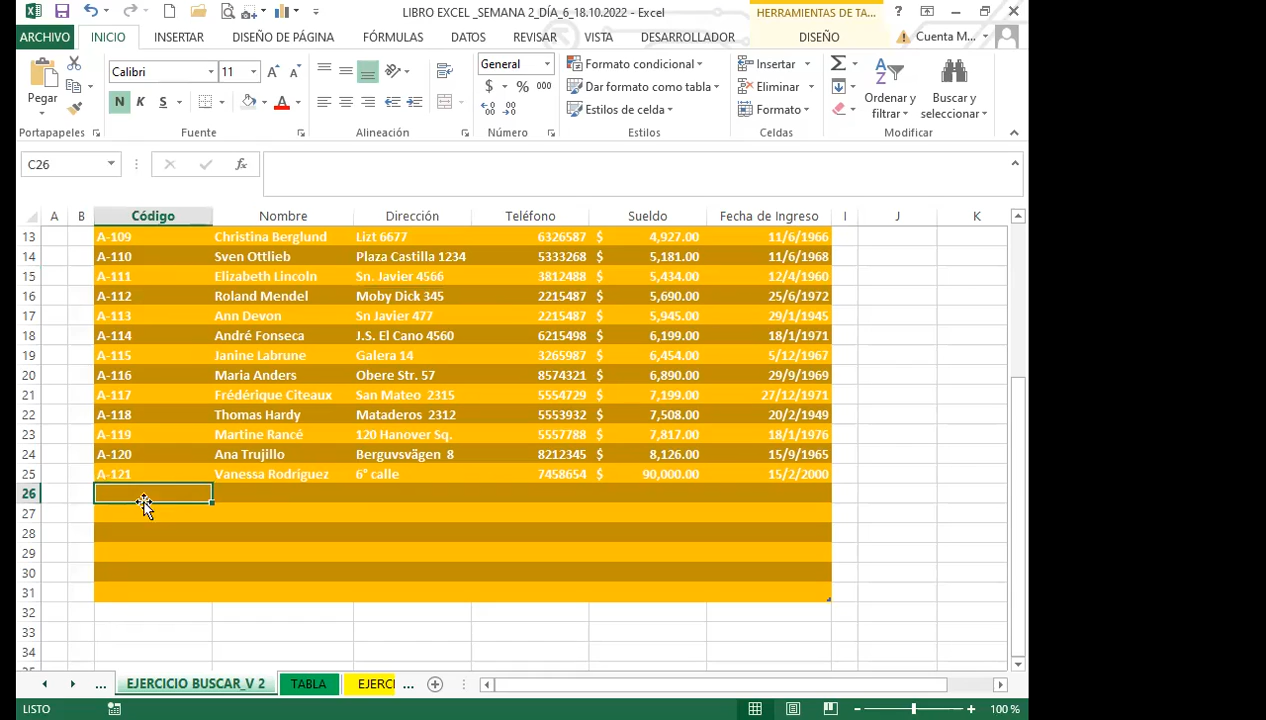 LIBRO EXCEL _SEMANA 2_DÍA_6_18.10.2022 - Excel
HERRAMIENTAS DE TA...
?
ARCHIVO INICIO INSERTAR DISEÑO DE PÁGINA FÓRMULAS DATOS REVISAR VISTA DESARROLLADOR DISEÑO Cuenta M...
Pegar
Calibri 11
N K S
General
$ % 000
Formato condicional
Dar formato como tabla
Estilos de celda
Insertar
Eliminar
Formato
Ordenar y
filtrar
Buscar y
seleccionar
Portapapeles Fuente Alineación Número Estilos Celdas Modificar
C26 fx
A B Código Nombre Dirección Teléfono Sueldo Fecha de Ingreso I J K
13 A-109 Christina Berglund Lizt 6677 6326587 $ 4,927.00 11/6/1966
14 A-110 Sven Ottlieb Plaza Castilla 1234 5333268 $ 5,181.00 11/6/1968
15 A-111 Elizabeth Lincoln Sn. Javier 4566 3812488 $ 5,434.00 12/4/1960
16 A-112 Roland Mendel Moby Dick 345 2215487 $ 5,690.00 25/6/1972
17 A-113 Ann Devon Sn Javier 477 2215487 $ 5,945.00 29/1/1945
18 A-114 André Fonseca J.S. El Cano 4560 6215498 $ 6,199.00 18/1/1971
19 A-115 Janine Labrune Galera 14 3265987 $ 6,454.00 5/12/1967
20 A-116 Maria Anders Obere Str. 57 8574321 $ 6,890.00 29/9/1969
21 A-117 Frédérique Citeaux San Mateo 2315 5554729 $ 7,199.00 27/12/1971
22 A-118 Thomas Hardy Mataderos 2312 5553932 $ 7,508.00 20/2/1949
23 A-119 Martine Rancé 120 Hanover Sq. 5557788 $ 7,817.00 18/1/1976
24 A-120 Ana Trujillo Berguvsvägen 8 8212345 $ 8,126.00 15/9/1965
25 A-121 Vanessa Rodriguez 6° calle 7458654 $ 90,000.00 15/2/2000
26
27
28
29
30
31
32
33
34
... EJERCICIO BUSCAR_V 2 TABLA EJERCI ...
LISTO 100 %